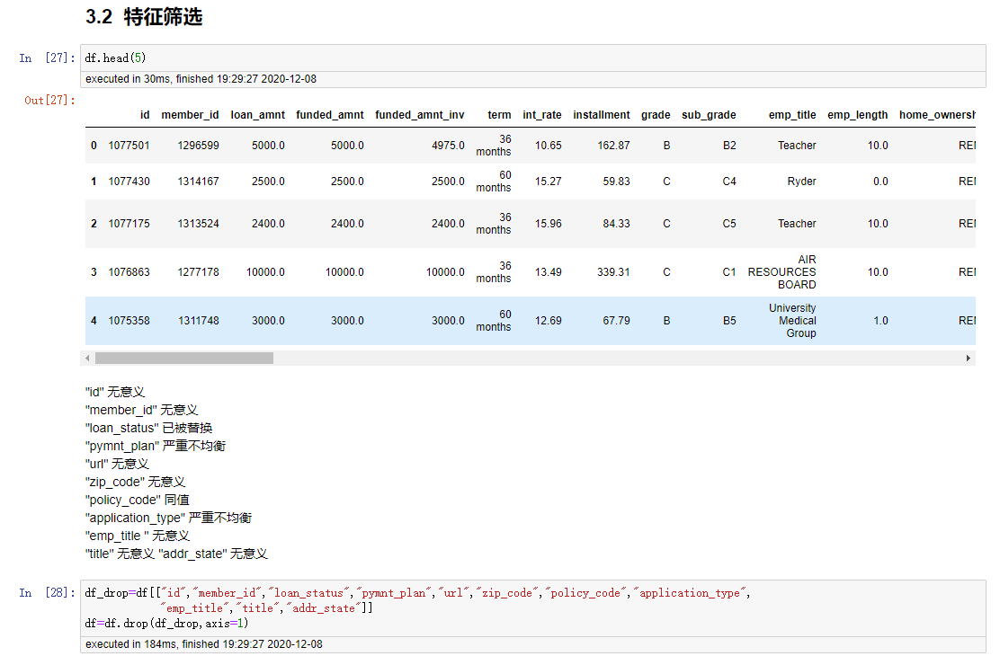 3.2 特征筛选
In [27]: df.head(5)
executed in 30ms, finished 19:29:27 2020-12-08
Out[27]:
id member_id loan_amnt funded_amnt funded_amnt_inv term int_rate installment grade sub_grade emp_title emp_length home_ownersh
0 1077501 1296599 5000.0 5000.0 4975.0 36 months 10.65 162.87 B B2 Teacher 10.0 REN
1 1077430 1314167 2500.0 2500.0 2500.0 60 months 15.27 59.83 C C4 Ryder 0.0 REN
2 1077175 1313524 2400.0 2400.0 2400.0 36 months 15.96 84.33 C C5 Teacher 10.0 REN
3 1076863 1277178 10000.0 10000.0 10000.0 36 months 13.49 339.31 C C1 AIR RESOURCES BOARD 10.0 REN
4 1075358 1311748 3000.0 3000.0 3000.0 60 months 12.69 67.79 B B5 University Medical Group 1.0 REN
"id" 无意义
"member_id" 无意义
"loan_status" 已被替换
"pymnt_plan" 严重不均衡
"url" 无意义
"zip_code" 无意义
"policy_code" 同值
"application_type" 严重不均衡
"emp_title " 无意义
"title" 无意义 "addr_state" 无意义
In [28]: df_drop=df[["id","member_id","loan_status","pymnt_plan","url","zip_code","policy_code","application_type",
"emp_title","title","addr_state"]]
df=df.drop(df_drop,axis=1)
executed in 184ms, finished 19:29:27 2020-12-08